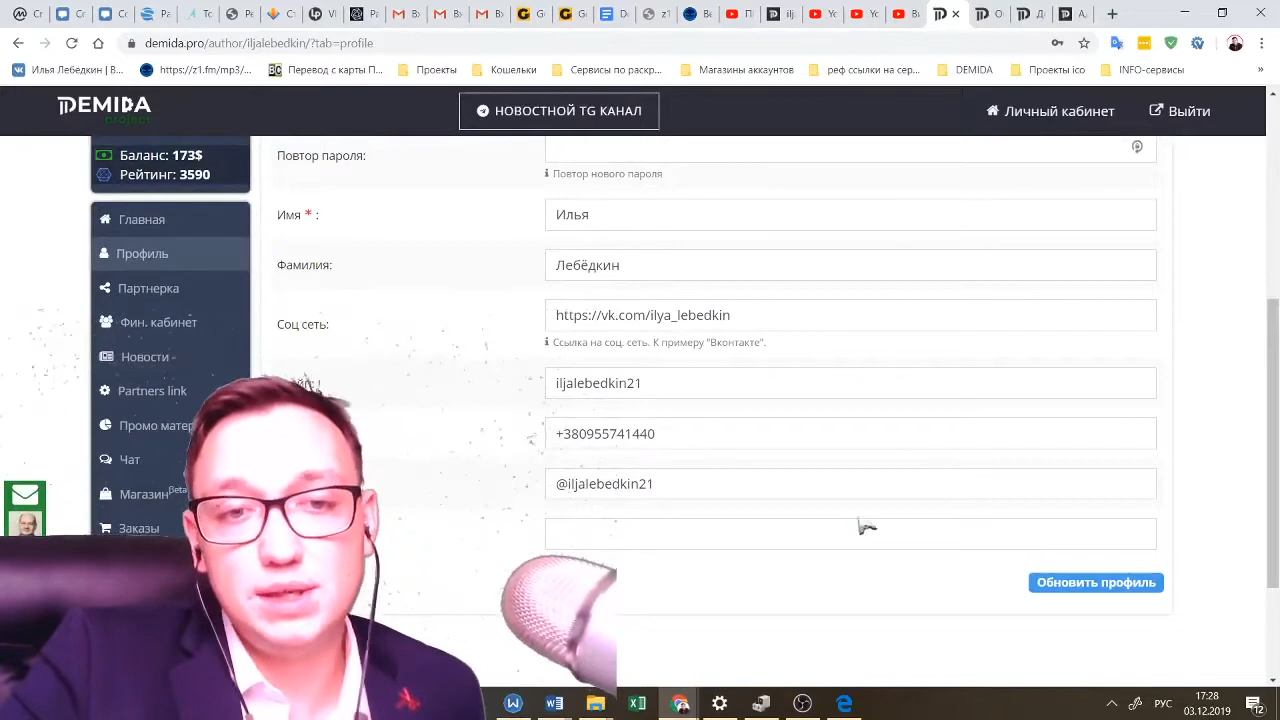 demida.pro/author/iljalebedkin/?tab=profile
Илья Лебёдкин | В...
https://z1.fm/mp3/...
Перевод с карты П...
Проекты
Кошельки
Сервисы по раскр...
Магазины аккаунтов
реф ссылки на сер...
DEMIDA
Проекты ico
INFO-сервисы
»
DEMIDA
project
НОВОСТНОЙ TG КАНАЛ
Личный кабинет
Выйти
Баланс: 173$
Рейтинг: 3590
Главная
Профиль
Партнерка
Фин. кабинет
Новости
Partners link
Промо матер
Чат
Магазин Beta
Заказы
Повтор пароля:
Повтор нового пароля
Имя * :
Илья
Фамилия:
Лебёдкин
Соц сеть:
https://vk.com/ilya_lebedkin
Ссылка на соц. сеть. К примеру "Вконтакте".
iljalebedkin21
+380955741440
@iljalebedkin21
Обновить профиль
РУС
17:28
03.12.2019
12